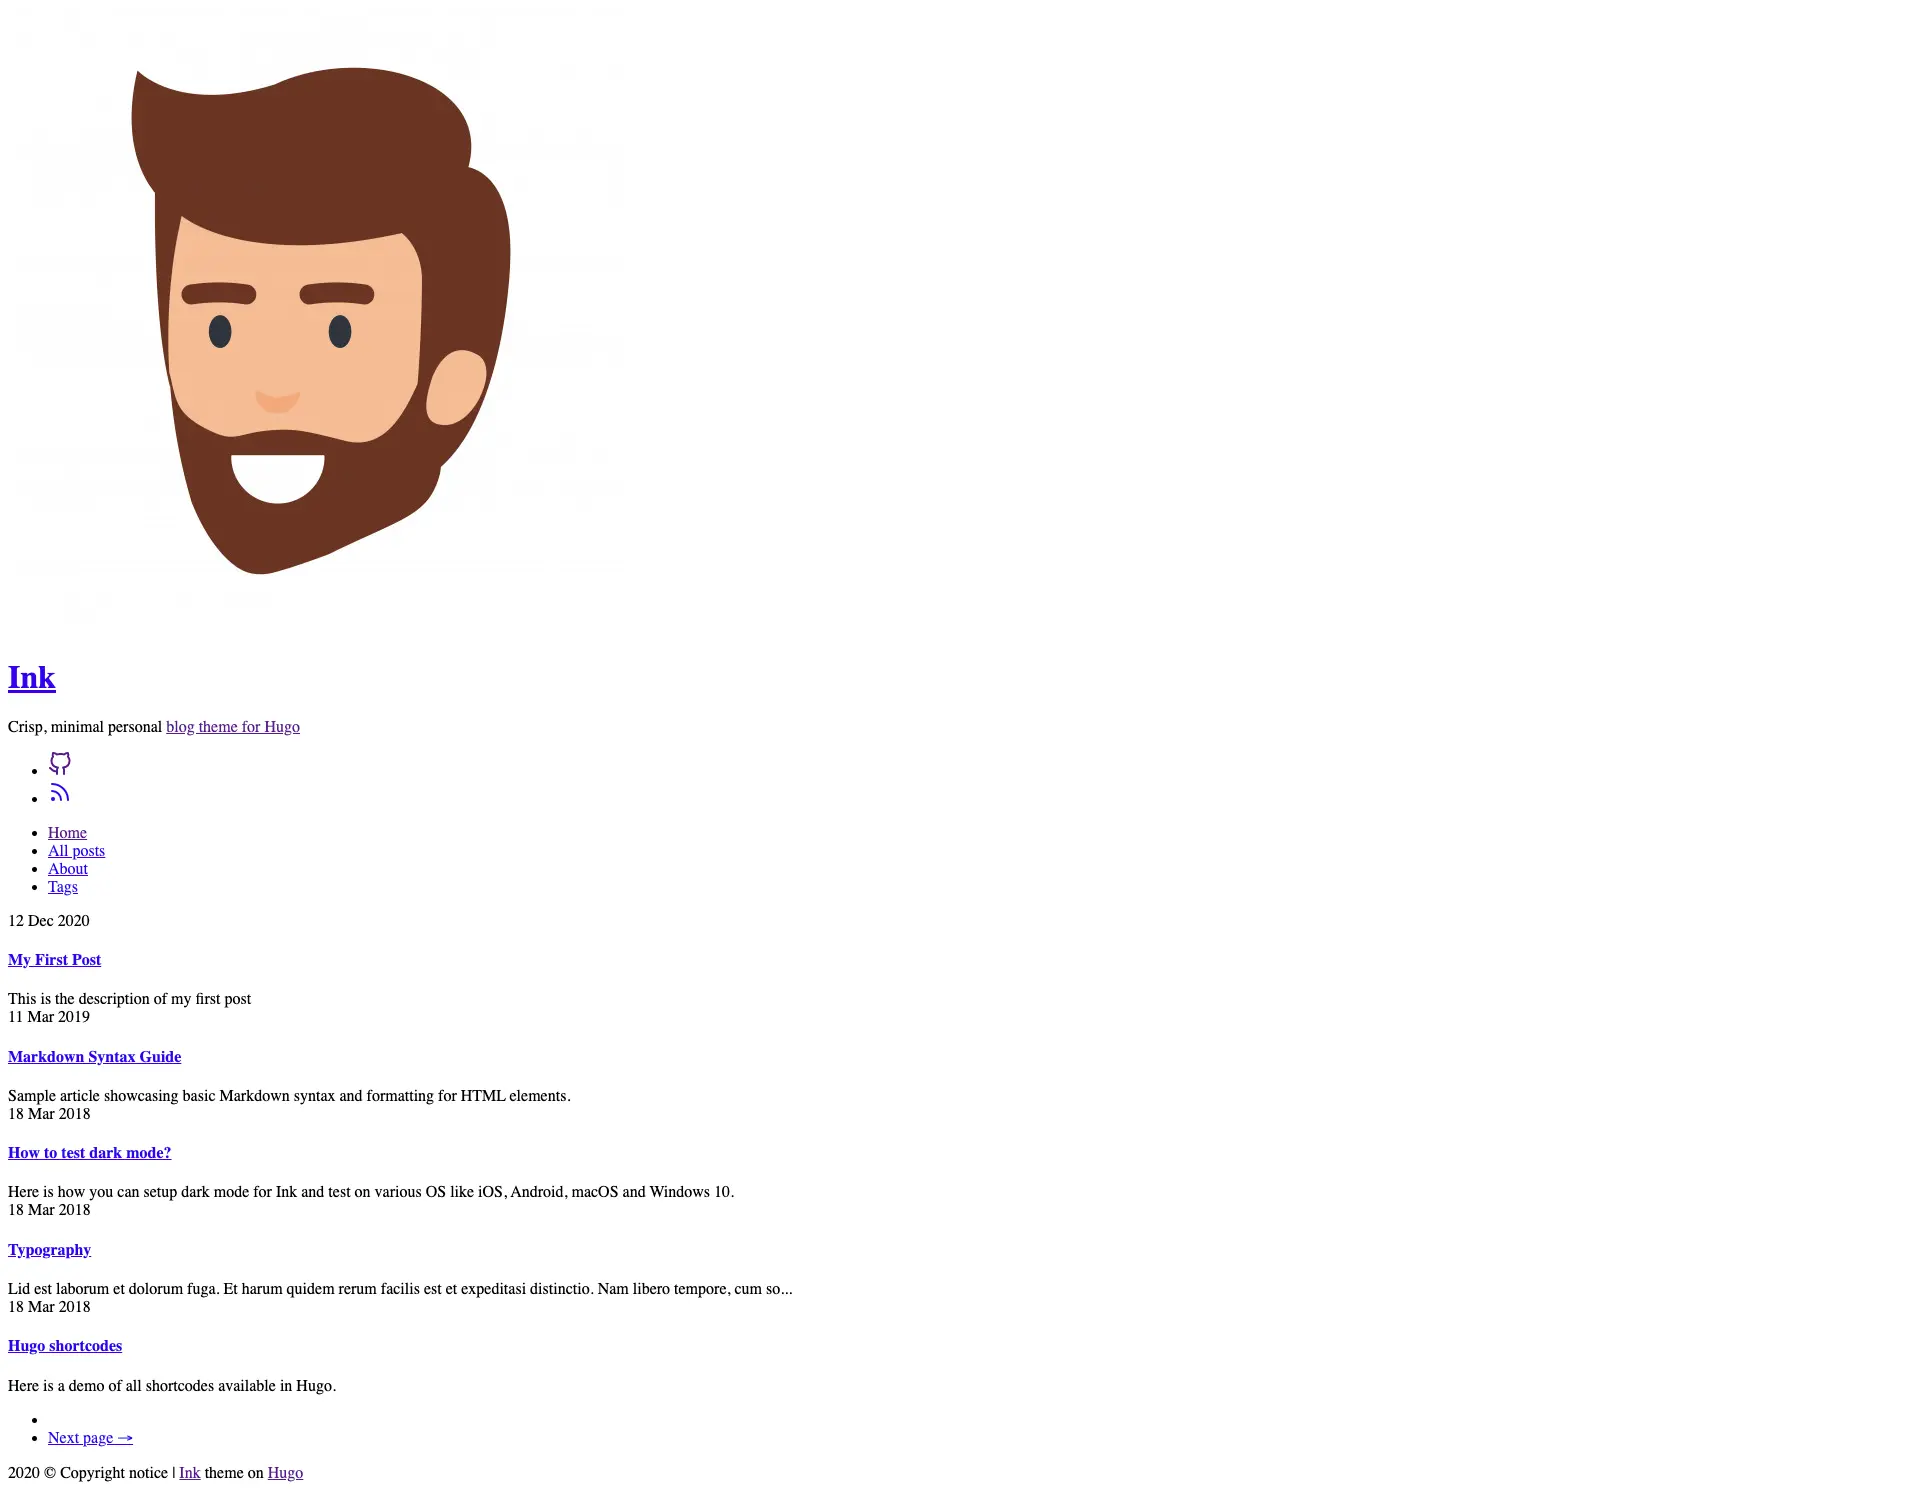 Ink
Crisp, minimal personal blog theme for Hugo
Home
All posts
About
Tags
12 Dec 2020
My First Post
This is the description of my first post
11 Mar 2019
Markdown Syntax Guide
Sample article showcasing basic Markdown syntax and formatting for HTML elements.
18 Mar 2018
How to test dark mode?
Here is how you can setup dark mode for Ink and test on various OS like iOS, Android, macOS and Windows 10.
18 Mar 2018
Typography
Lid est laborum et dolorum fuga. Et harum quidem rerum facilis est et expeditasi distinctio. Nam libero tempore, cum so...
18 Mar 2018
Hugo shortcodes
Here is a demo of all shortcodes available in Hugo.
Next page →
2020 © Copyright notice | Ink theme on Hugo